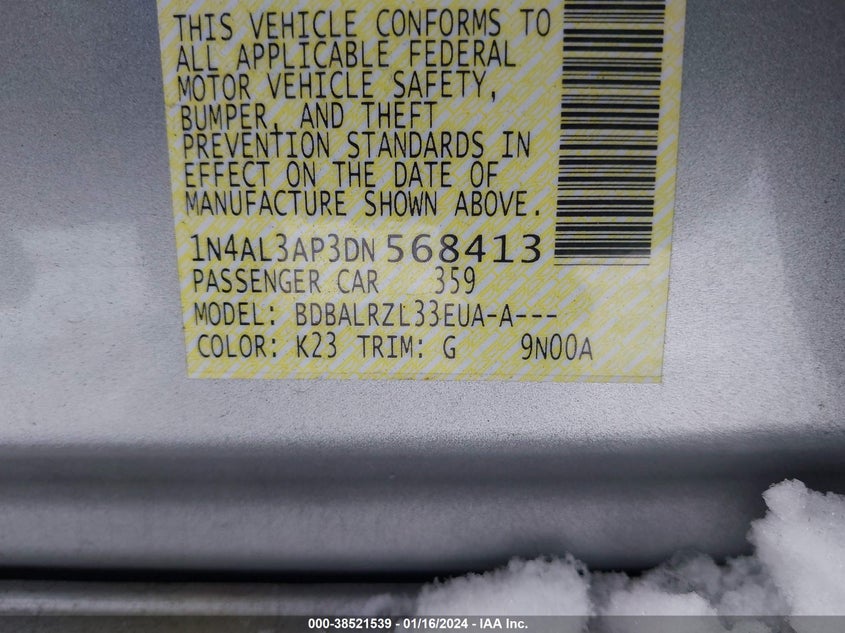 THIS VEHICLE CONFORMS TO
ALL APPLICABLE FEDERAL
MOTOR VEHICLE SAFETY,
BUMPER, AND THEFT
PREVENTION STANDARDS IN
EFFECT ON THE DATE OF
MANUFACTURE SHOWN ABOVE.
1N4AL3AP3DN 568413
PASSENGER CAR 359
MODEL: BDBALRZL33EUA-A---
COLOR: K23 TRIM: G 9N00A
000-38521539 - 01/16/2024 - IAA Inc.